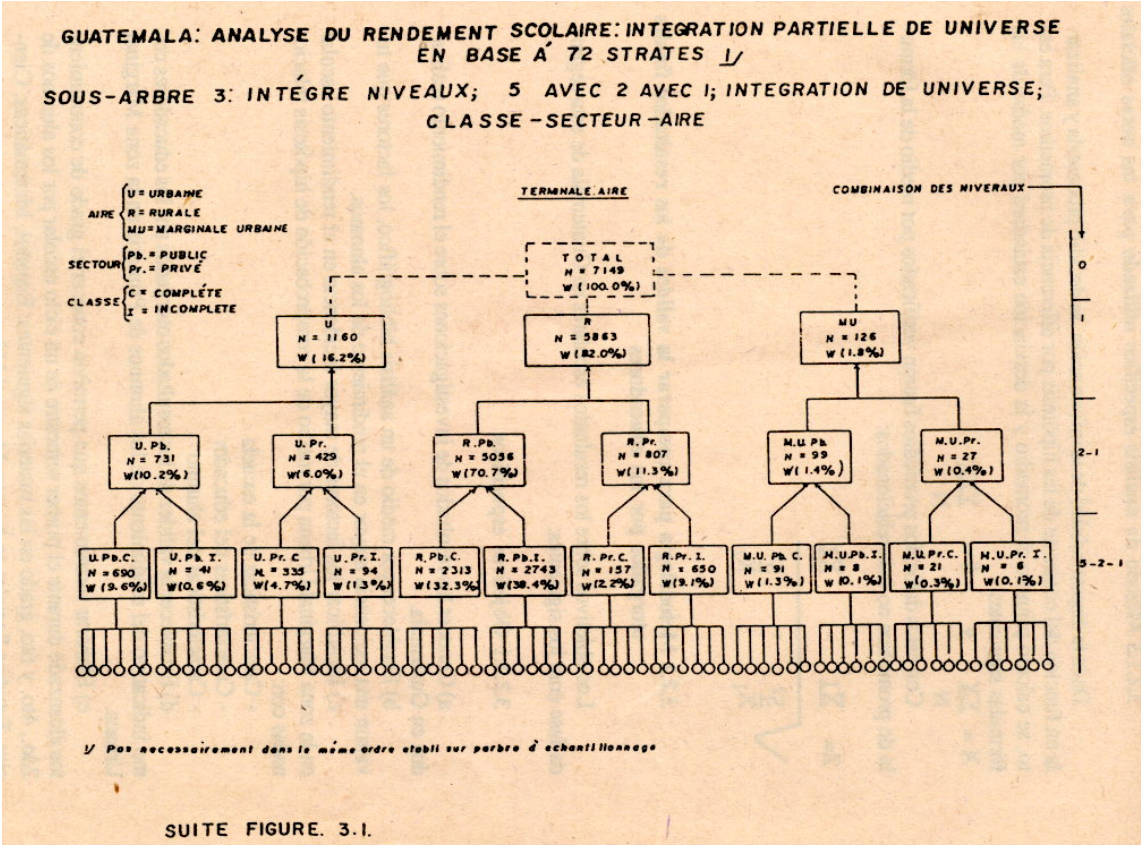 GUATEMALA: ANALYSE DU RENDEMENT SCOLAIRE: INTEGRATION PARTIELLE DE UNIVERSE
EN BASE Á 72 STRATES 1/
SOUS-ARBRE 3: INTÉGRE NIVEAUX; 5 AVEC 2 AVEC 1; INTEGRATION DE UNIVERSE;
CLASSE-SECTEUR-AIRE
AIRE
U = URBAINE
R = RURALE
MU = MARGINALE URBAINE
SECTOUR
Pb. = PUBLIC
Pr. = PRIVÉ
CLASSE
C = COMPLÉTE
I = INCOMPLETE
TERMINALE: AIRE
COMBINAISON DES NIVERAUX
TOTAL
N = 7149
W (100.0%)
0
U
N = 1160
W (16.2%)
R
N = 5863
W (82.0%)
MU
N = 126
W (1.8%)
1
U. Pb.
N = 731
W (10.2%)
U. Pr.
N = 429
W (6.0%)
R. Pb.
N = 5056
W (70.7%)
R. Pr.
N = 807
W (11.3%)
M.U. Pb
N = 99
W (1.4%)
M.U.Pr.
N = 27
W (0.4%)
2-1
U. Pb.C.
N = 690
W (9.6%)
U. Pb. I.
N = 41
W (0.6%)
U. Pr. C
N = 335
W (4.7%)
U. Pr. I.
N = 94
W (1.3%)
R. Pb.C.
N = 2313
W (32.3%)
R. Pb.I.
N = 2743
W (38.4%)
R. Pr. C.
N = 157
W (2.2%)
R. Pr. I.
N = 650
W (9.1%)
M.U. Pb. C.
N = 91
W (1.3%)
M.U.Pb.I.
N = 8
W (0.1%)
M.U.Pr.C.
N = 21
W (0.3%)
M.U.Pr. I.
N = 6
W (0.1%)
5-2-1
1/ Pas necessairement dans le méme ordre etabli sur parbre d'echantillonnage
SUITE FIGURE. 3.1.